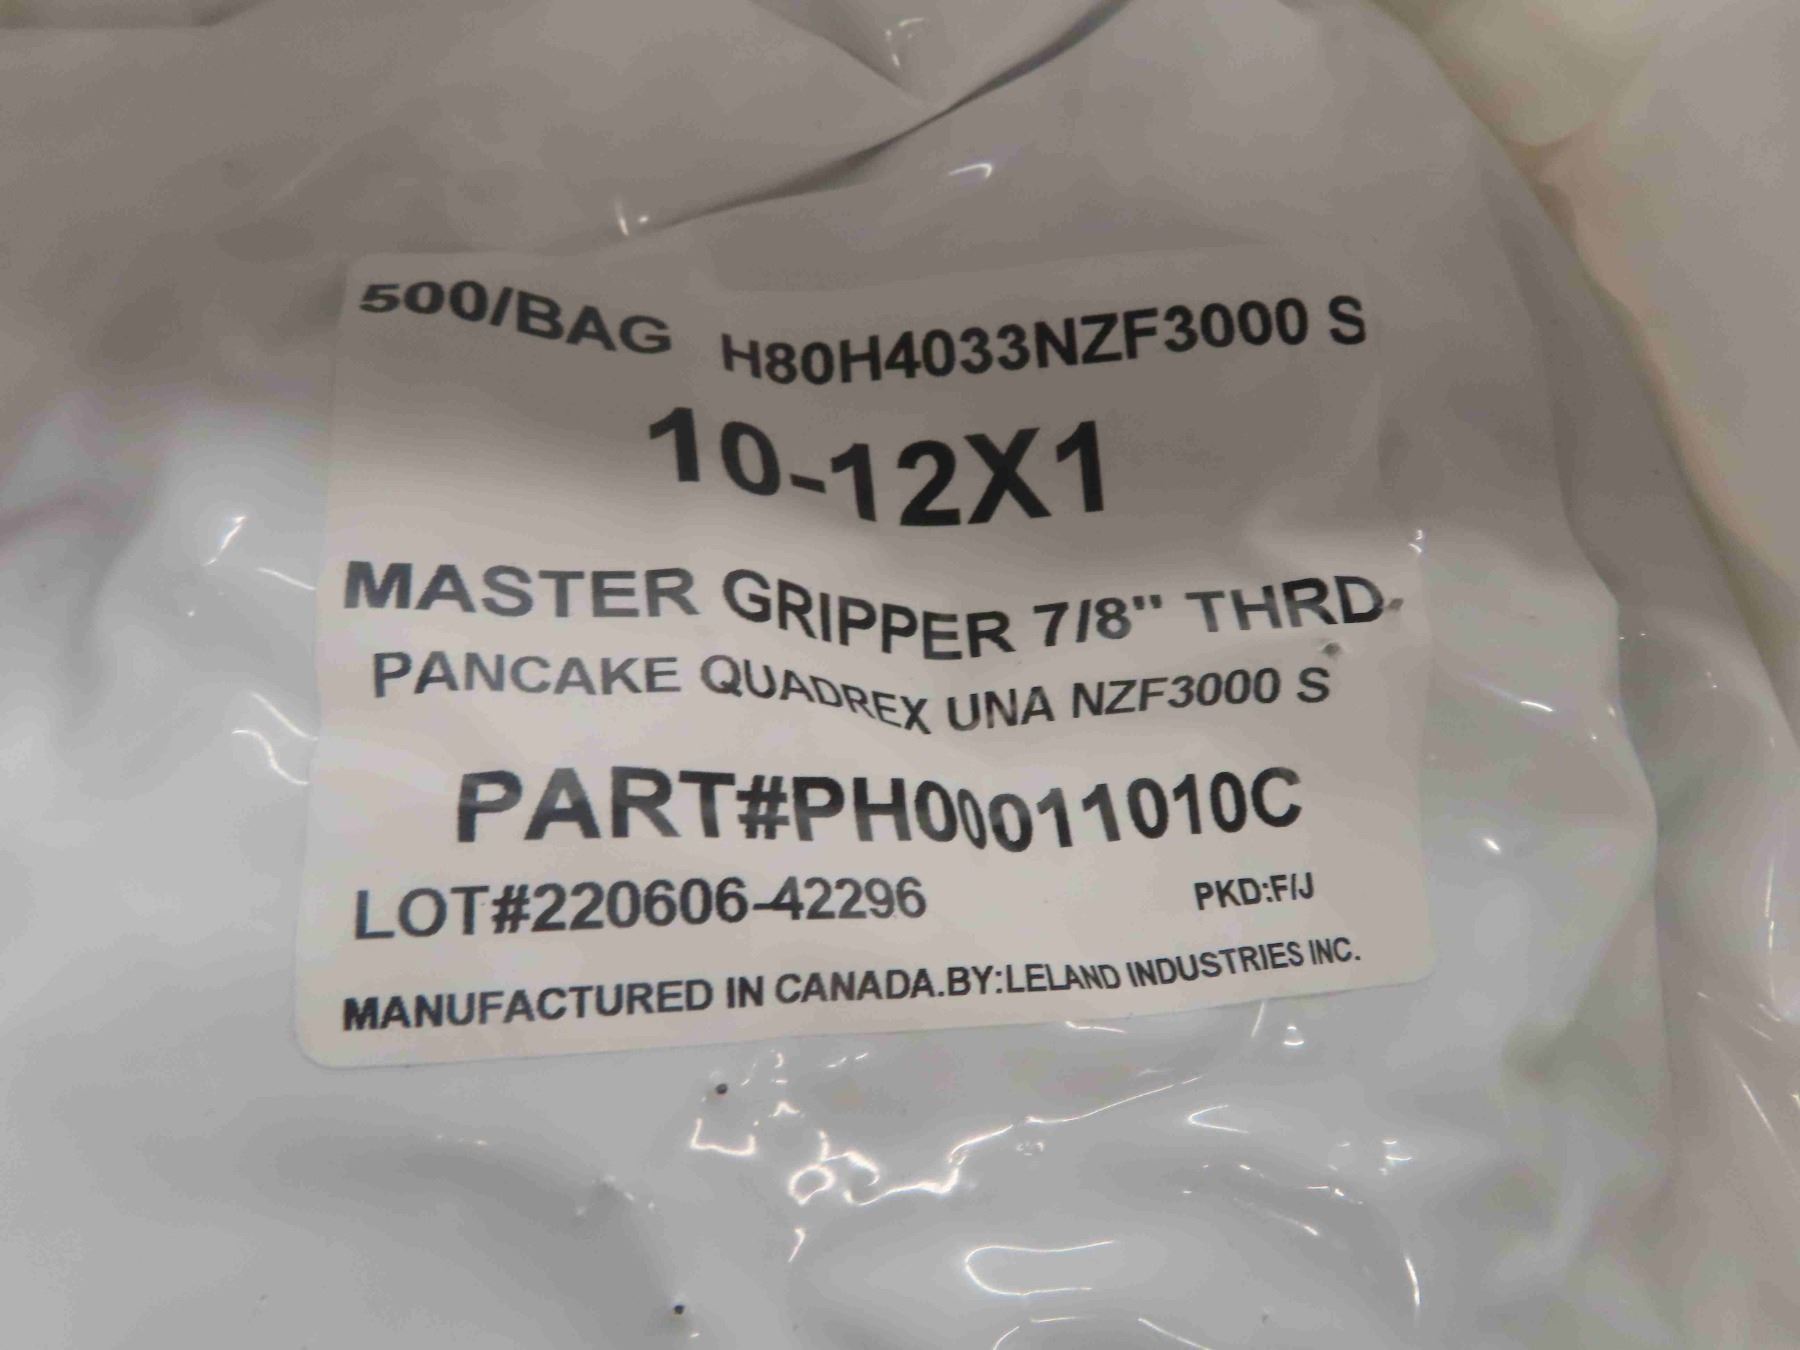 500/BAG H80H4033NZF3000 S
10-12X1
MASTER GRIPPER 7/8" THRD.
PANCAKE QUADREX UNA NZF3000 S
PART#PH00011010C
LOT#220606-42296 PKD:F/J
MANUFACTURED IN CANADA.BY:LELAND INDUSTRIES INC.